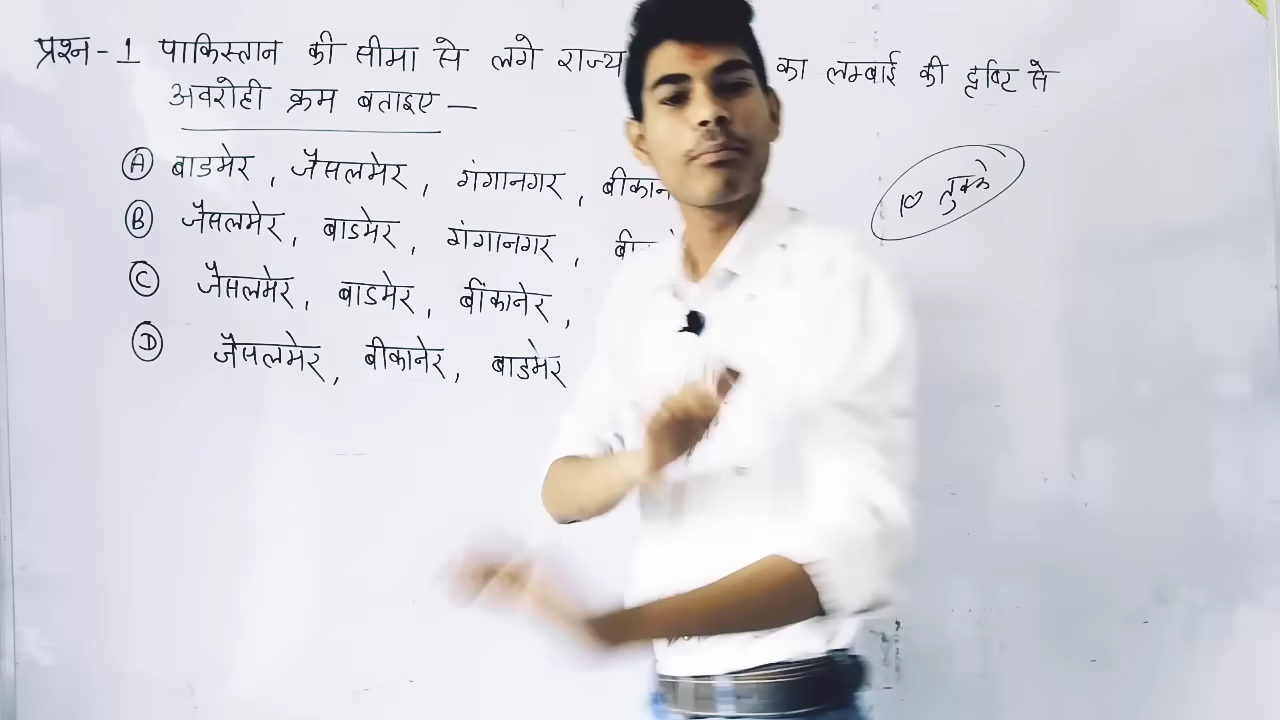 प्रश्न - 1 पाकिस्तान की सीमा से लगे राज्य का लम्बाई की दृष्टि से
अवरोही क्रम बताइए —
(A) बाडमेर, जैसलमेर, गंगानगर,
(B) जैसलमेर, बाडमेर, गंगानगर,
(C) जैसलमेर, बाडमेर, बीकानेर,
(D) जैसलमेर, बीकानेर, बाडमेर
10 तुक्के